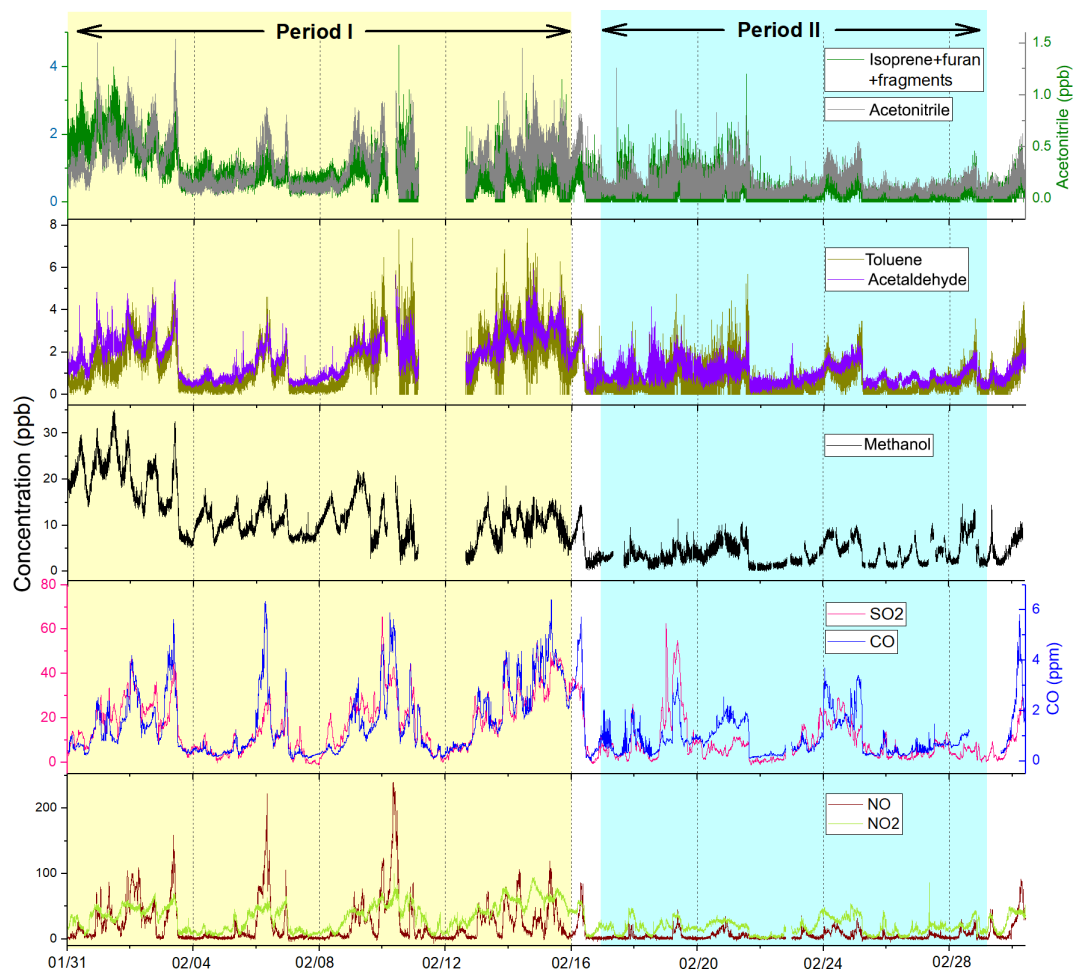 Period I
Period II
4
2
0
Isoprene+furan
+fragments
Acetonitrile
1.5
1.0
0.5
0.0
Acetonitrile (ppb)
8
6
4
2
0
Toluene
Acetaldehyde
Concentration (ppb)
30
20
10
0
Methanol
80
60
40
20
0
SO2
CO
6
4
2
0
CO (ppm)
200
100
0
NO
NO2
01/31 02/04 02/08 02/12 02/16 02/20 02/24 02/28